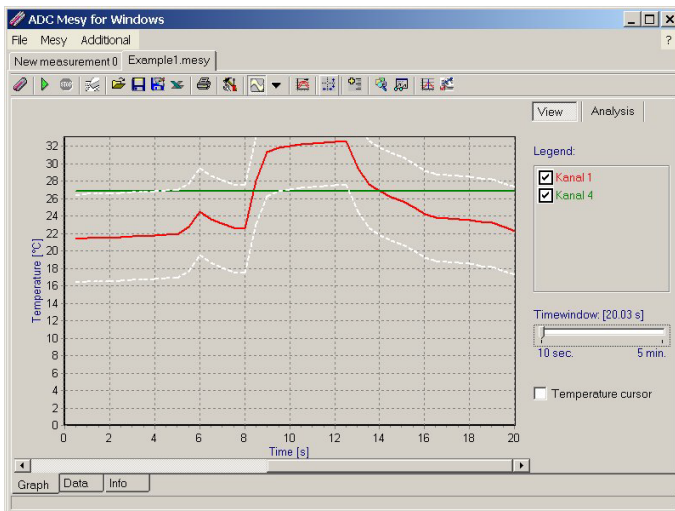 ADC Mesy for Windows
File Mesy Additional ?
New measurement 0 Example1.mesy
View Analysis
Legend:
Kanal 1
Kanal 4
Timewindow: [20.03 s]
10 sec. 5 min.
Temperature cursor
Temperature [°C]
32
30
28
26
24
22
20
18
16
14
12
10
8
6
4
2
0
0 2 4 6 8 10 12 14 16 18 20
Time [s]
Graph Data Info